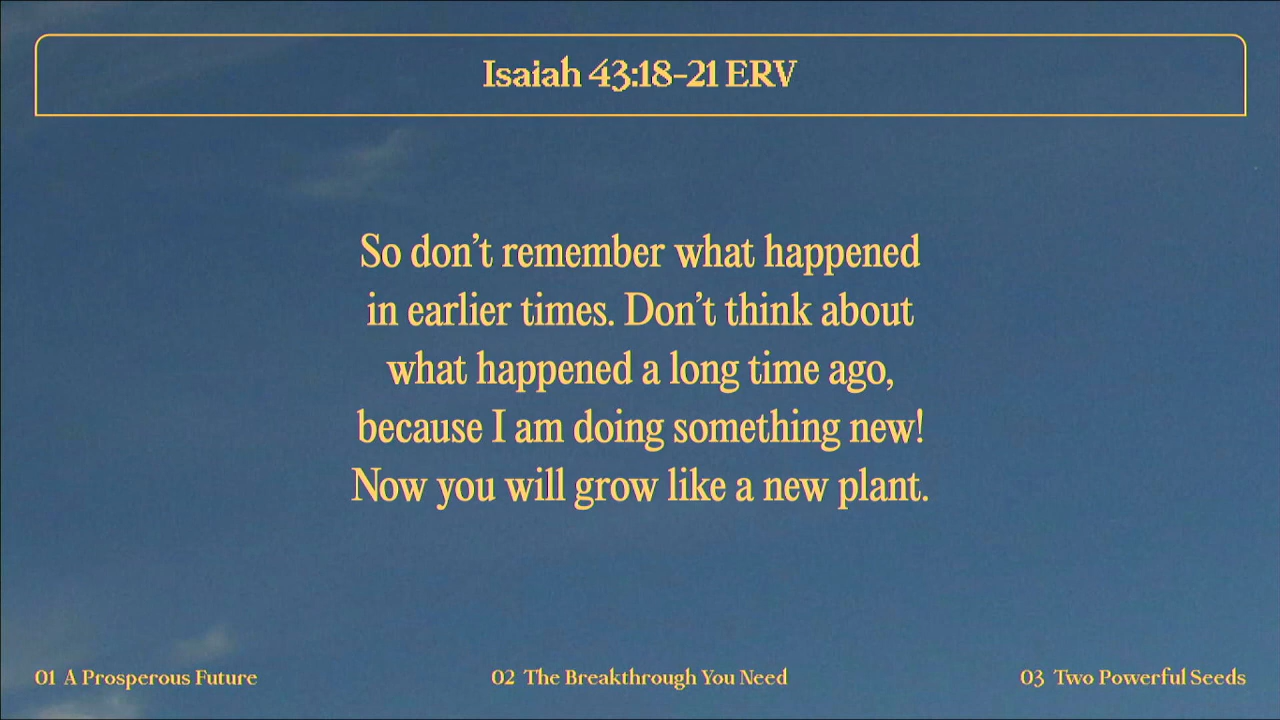 Isaiah 43:18-21 ERV
So don’t remember what happened
in earlier times. Don’t think about
what happened a long time ago,
because I am doing something new!
Now you will grow like a new plant.
01 A Prosperous Future
02 The Breakthrough You Need
03 Two Powerful Seeds